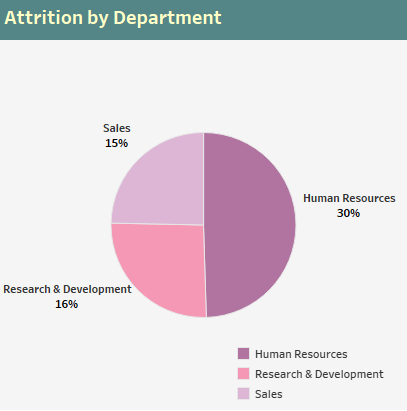 Attrition by Department
Sales
15%
Human Resources
30%
Research & Development
16%
Human Resources
Research & Development
Sales